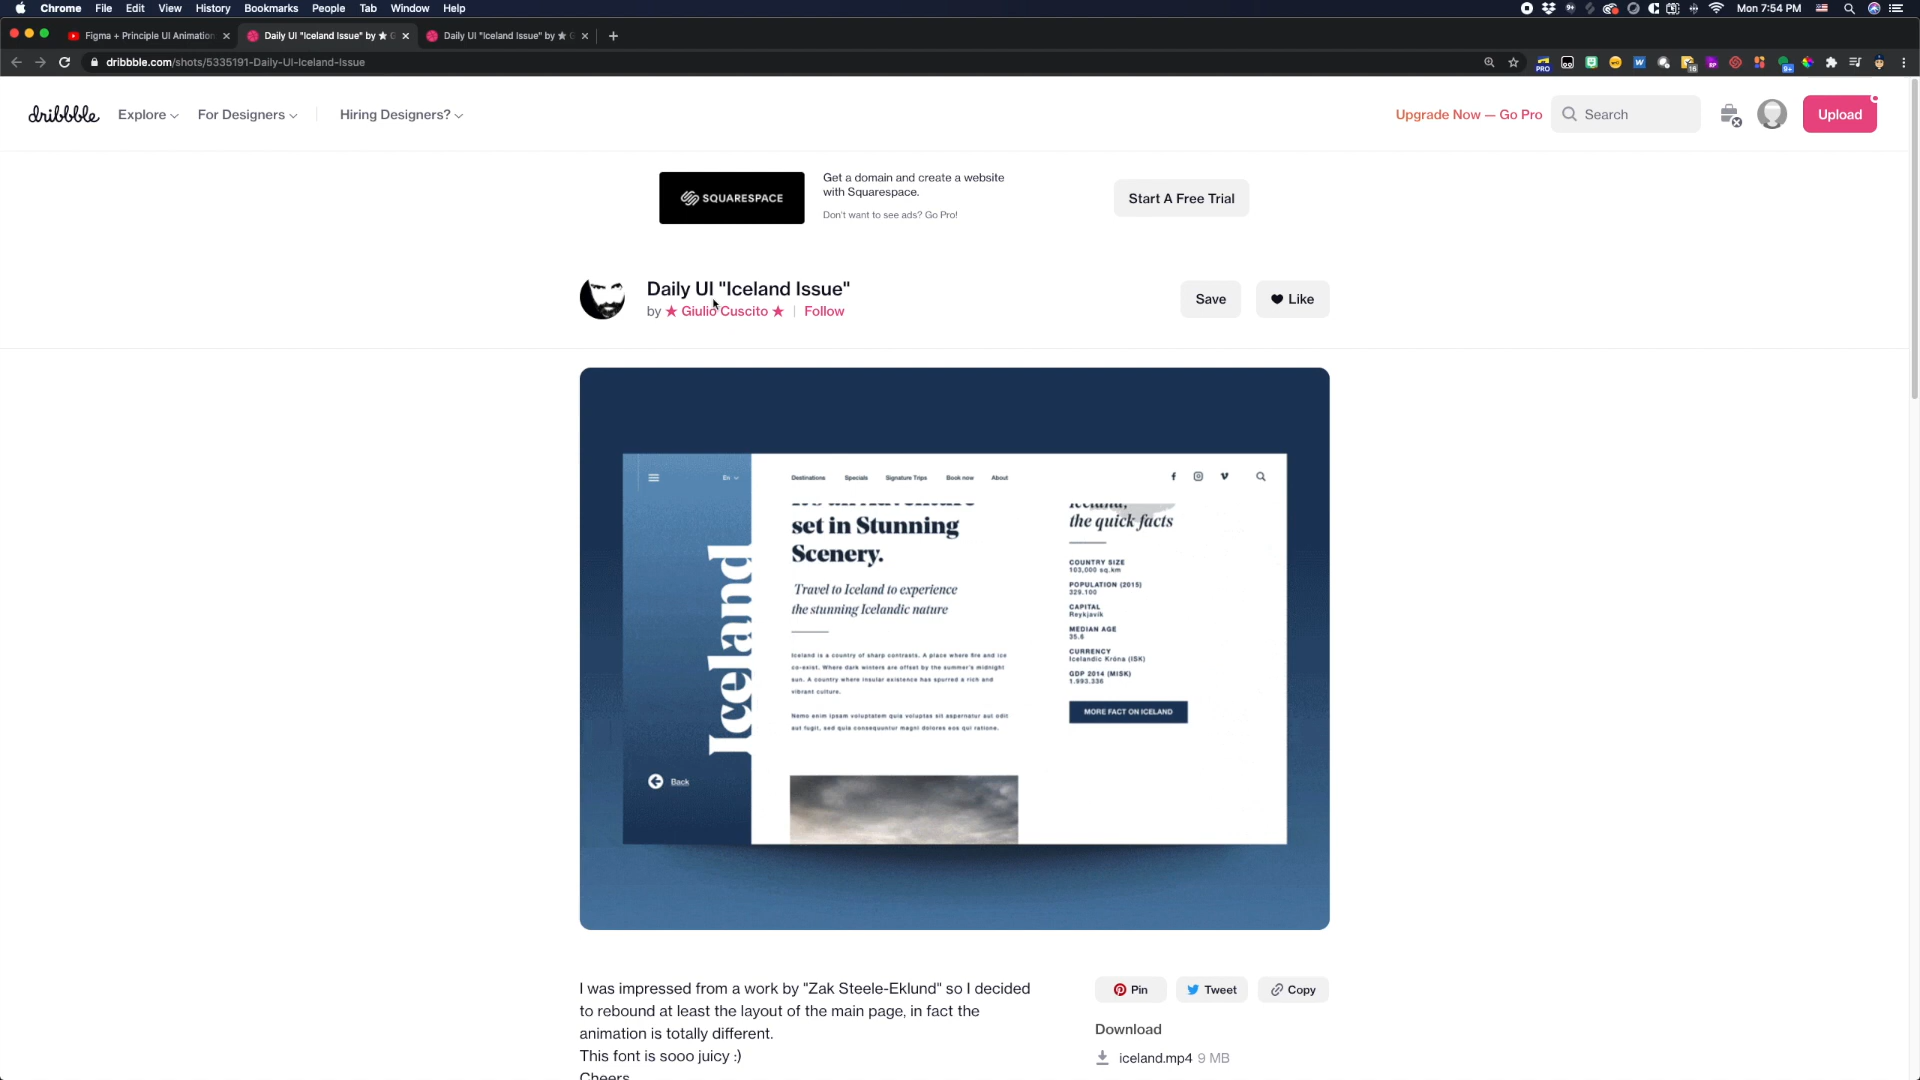 Chrome File Edit View History Bookmarks People Tab Window Help
Mon 7:54 PM
Figma + Principle UI Animation
Daily UI "Iceland Issue" by ★ G
Daily UI "Iceland Issue" by ★ G
dribbble.com/shots/5335191-Daily-UI-Iceland-Issue
dribbble
Explore
For Designers
Hiring Designers?
Upgrade Now — Go Pro
Search
Upload
SQUARESPACE
Get a domain and create a website
with Squarespace.
Don't want to see ads? Go Pro!
Start A Free Trial
Daily UI "Iceland Issue"
by ★ Giulio Cuscito ★ | Follow
Save
Like
En
Destinations Specials Signature Trips Book now About
set in Stunning
Scenery.
Travel to Iceland to experience
the stunning Icelandic nature
Iceland is a country of sharp contrasts. A place where fire and ice
co-exist. Where dark winters are offset by the summer's midnight
sun. A country where insular existence has spurred a rich and
vibrant culture.
Nemo enim ipsam voluptatem quia voluptas sit aspernatur aut odit
aut fugit, sed quia consequuntur magni dolores eos qui ratione.
Iceland
Back
Iceland,
the quick facts
COUNTRY SIZE
103,000 sq.km
POPULATION (2015)
329.100
CAPITAL
Reykjavik
MEDIAN AGE
35.6
CURRENCY
Icelandic Króna (ISK)
GDP 2014 (MISK)
1.993.336
MORE FACT ON ICELAND
I was impressed from a work by "Zak Steele-Eklund" so I decided
to rebound at least the layout of the main page, in fact the
animation is totally different.
This font is sooo juicy :)
Cheers
Pin
Tweet
Copy
Download
iceland.mp4 9 MB